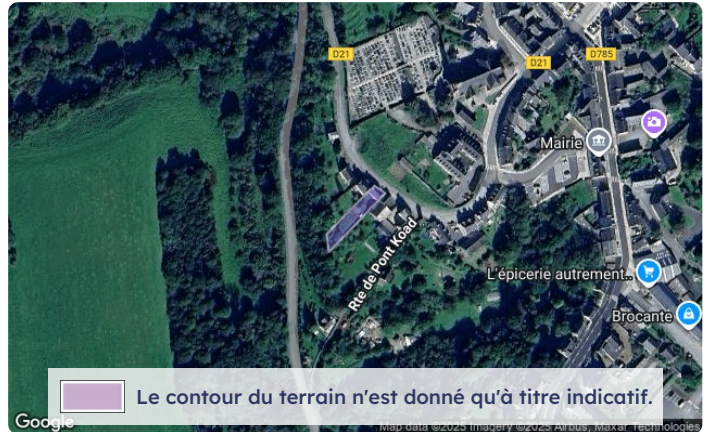 D21
D21
D785
Mairie
Rte de Pont Koad
L'épicerie autrement..
Brocante
Le contour du terrain n'est donné qu'à titre indicatif.
Google
Map data ©2025 Imagery ©2025 Airbus, Maxar Technologies